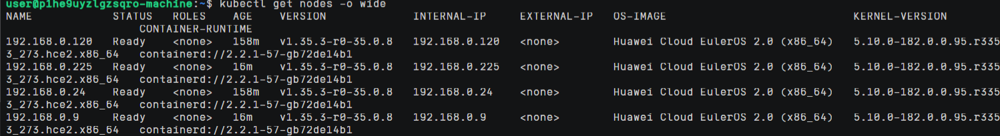 user@p1he9uyzlgzsqro-machine:~$ kubectl get nodes -o wide
NAME STATUS ROLES AGE VERSION INTERNAL-IP EXTERNAL-IP OS-IMAGE KERNEL-VERSION
CONTAINER-RUNTIME
192.168.0.120 Ready <none> 158m v1.35.3-r0-35.0.8 192.168.0.120 <none> Huawei Cloud EulerOS 2.0 (x86_64) 5.10.0-182.0.0.95.r335
3_273.hce2.x86_64 containerd://2.2.1-57-gb72de14b1
192.168.0.225 Ready <none> 16m v1.35.3-r0-35.0.8 192.168.0.225 <none> Huawei Cloud EulerOS 2.0 (x86_64) 5.10.0-182.0.0.95.r335
3_273.hce2.x86_64 containerd://2.2.1-57-gb72de14b1
192.168.0.24 Ready <none> 158m v1.35.3-r0-35.0.8 192.168.0.24 <none> Huawei Cloud EulerOS 2.0 (x86_64) 5.10.0-182.0.0.95.r335
3_273.hce2.x86_64 containerd://2.2.1-57-gb72de14b1
192.168.0.9 Ready <none> 16m v1.35.3-r0-35.0.8 192.168.0.9 <none> Huawei Cloud EulerOS 2.0 (x86_64) 5.10.0-182.0.0.95.r335
3_273.hce2.x86_64 containerd://2.2.1-57-gb72de14b1